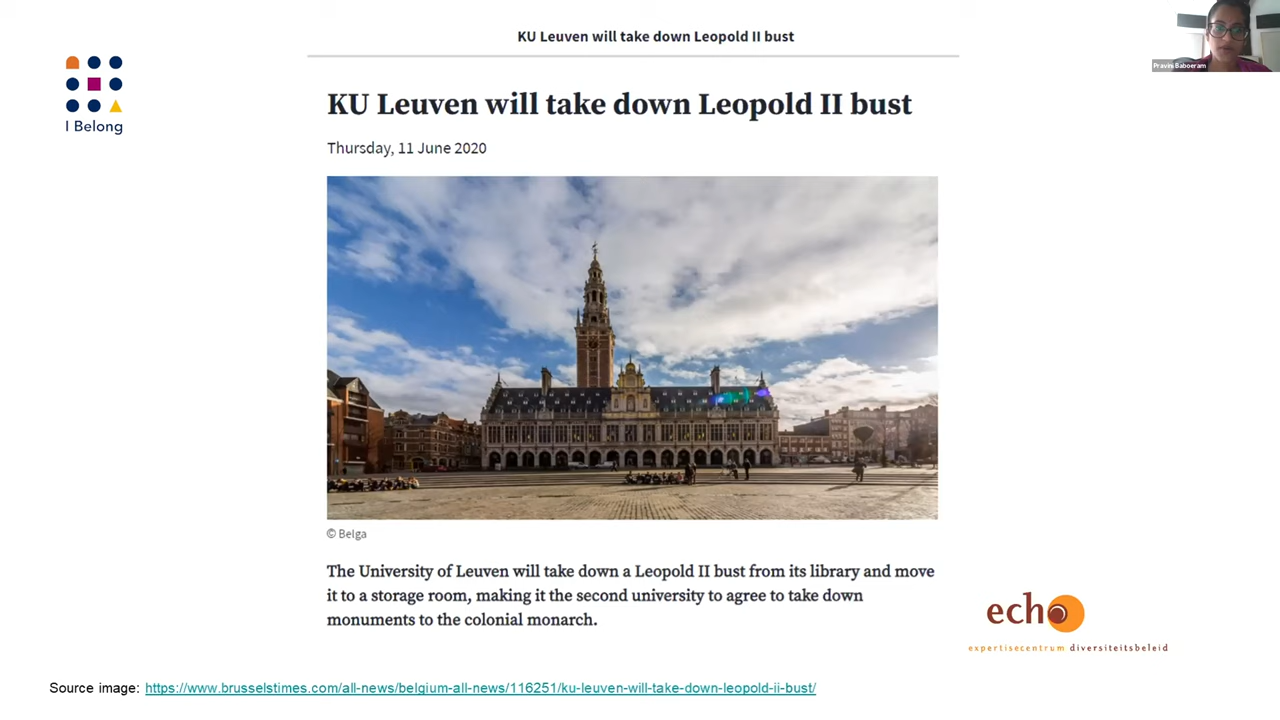 KU Leuven will take down Leopold II bust
Pravini Baboeram
I Belong
KU Leuven will take down Leopold II bust
Thursday, 11 June 2020
© Belga
The University of Leuven will take down a Leopold II bust from its library and move
it to a storage room, making it the second university to agree to take down
monuments to the colonial monarch.
echo
expertisecentrum diversiteitsbeleid
Source image: https://www.brusselstimes.com/all-news/belgium-all-news/116251/ku-leuven-will-take-down-leopold-ii-bust/